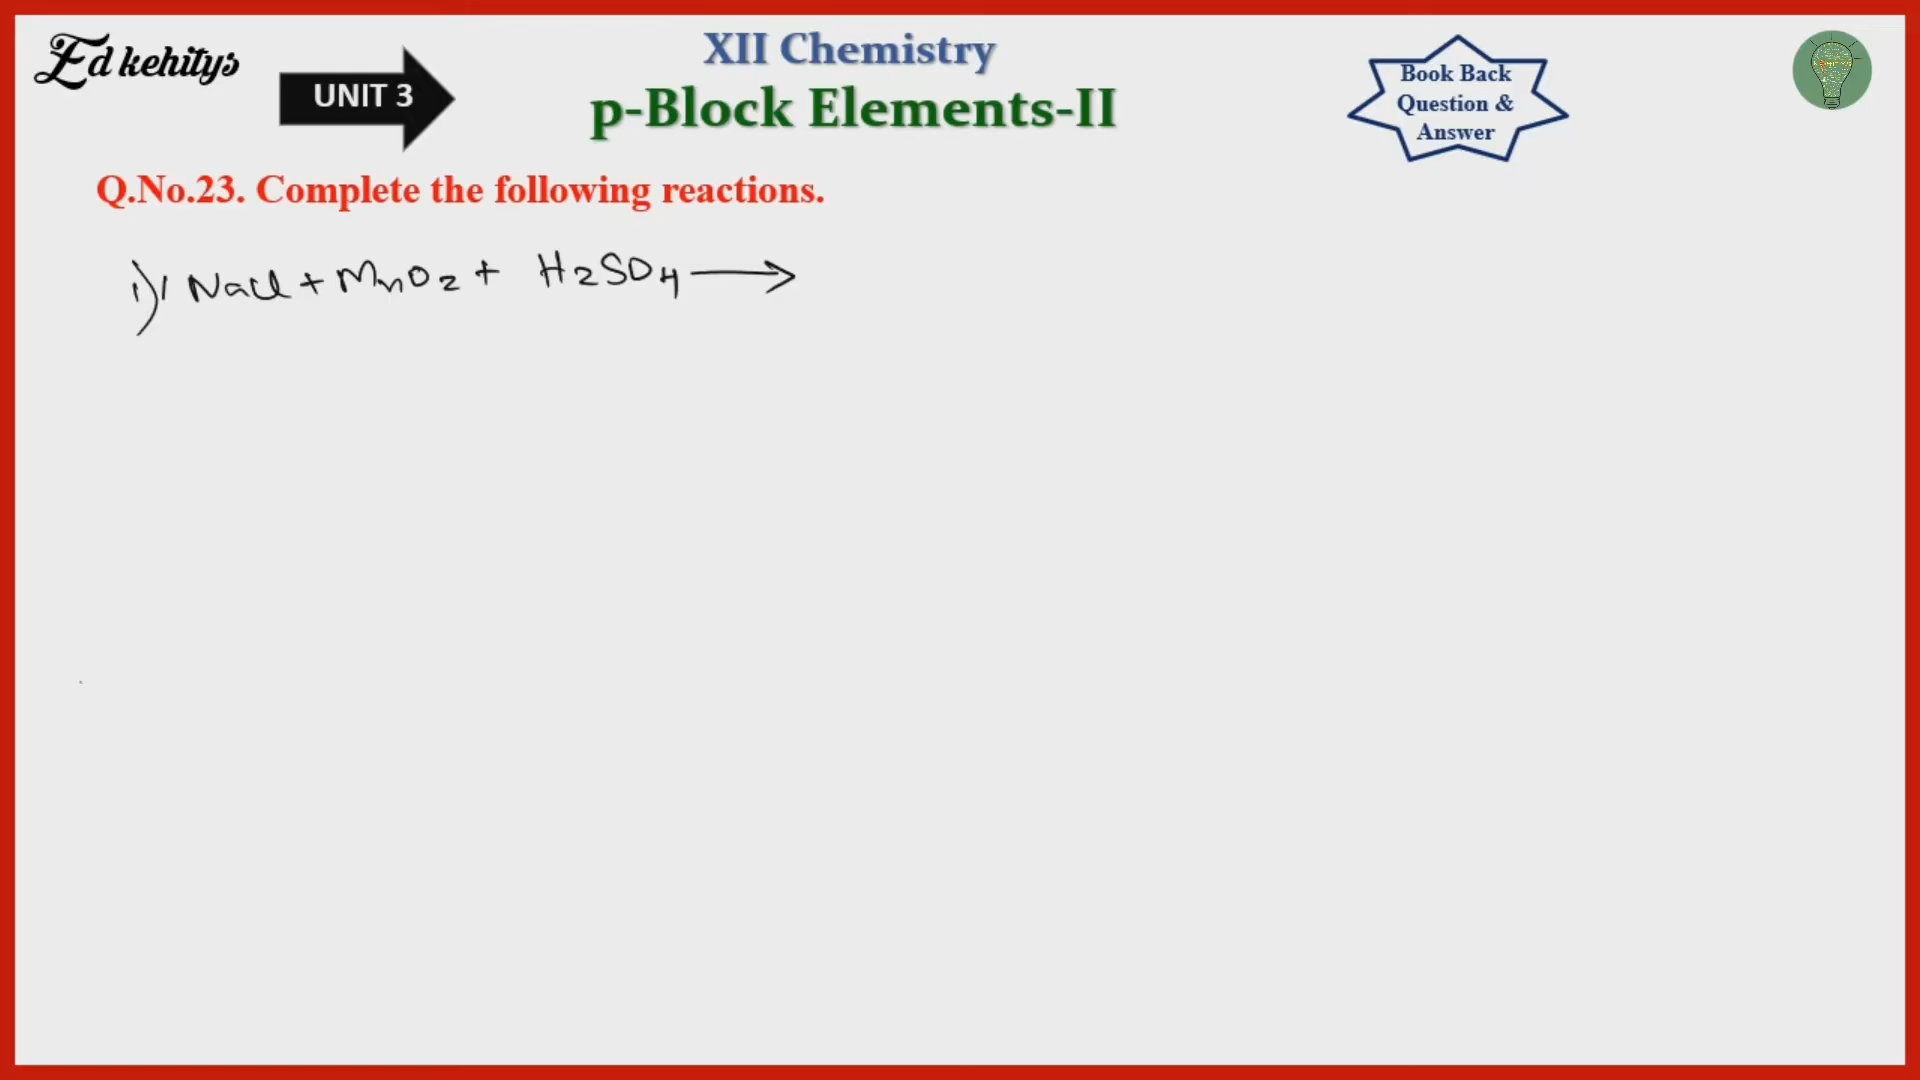 Ed kehitys
UNIT 3
XII Chemistry
p-Block Elements-II
Book Back
Question &
Answer
Q.No.23. Complete the following reactions.
1) NaCl + MnO2 + H2SO4 →